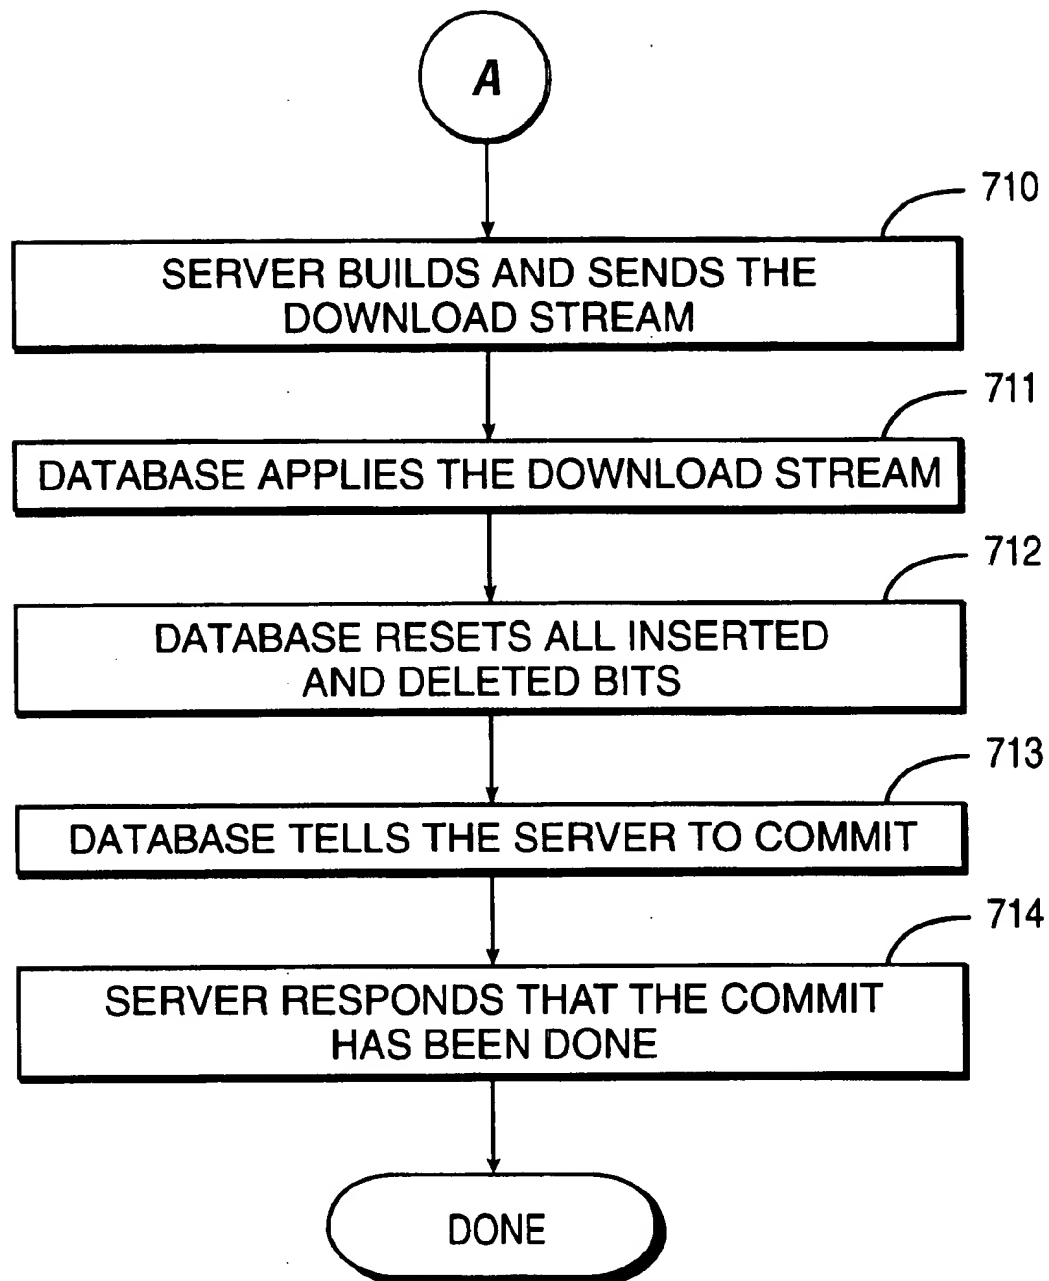 A
710
SERVER BUILDS AND SENDS THE
DOWNLOAD STREAM
711
DATABASE APPLIES THE DOWNLOAD STREAM
712
DATABASE RESETS ALL INSERTED
AND DELETED BITS
713
DATABASE TELLS THE SERVER TO COMMIT
714
SERVER RESPONDS THAT THE COMMIT
HAS BEEN DONE
DONE